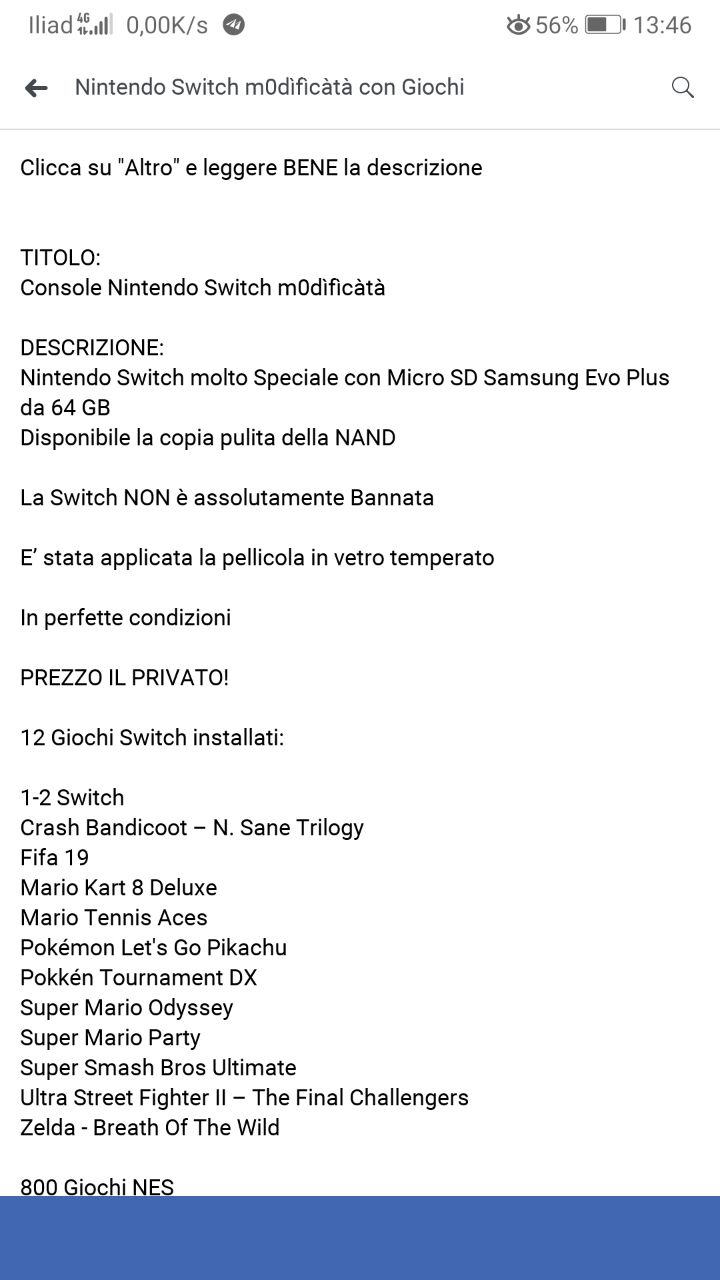 Iliad 4G 0,00K/s 56% 13:46
Nintendo Switch m0dìfìcàtà con Giochi
Clicca su "Altro" e leggere BENE la descrizione
TITOLO:
Console Nintendo Switch m0dìfìcàtà
DESCRIZIONE:
Nintendo Switch molto Speciale con Micro SD Samsung Evo Plus
da 64 GB
Disponibile la copia pulita della NAND
La Switch NON è assolutamente Bannata
E’ stata applicata la pellicola in vetro temperato
In perfette condizioni
PREZZO IL PRIVATO!
12 Giochi Switch installati:
1-2 Switch
Crash Bandicoot – N. Sane Trilogy
Fifa 19
Mario Kart 8 Deluxe
Mario Tennis Aces
Pokémon Let's Go Pikachu
Pokkén Tournament DX
Super Mario Odyssey
Super Mario Party
Super Smash Bros Ultimate
Ultra Street Fighter II – The Final Challengers
Zelda - Breath Of The Wild
800 Giochi NES